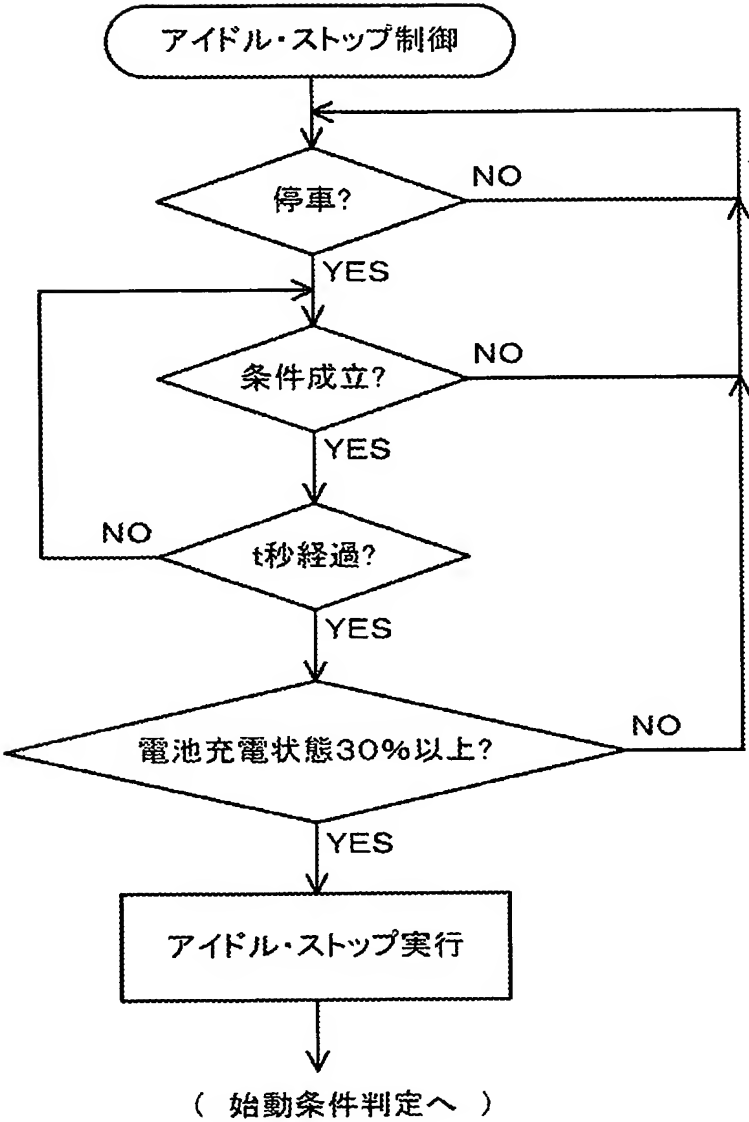 アイドル・ストップ制御
停車?
NO
YES
条件成立?
NO
YES
t秒経過?
NO
YES
電池充電状態30%以上?
NO
YES
アイドル・ストップ実行
( 始動条件判定へ )